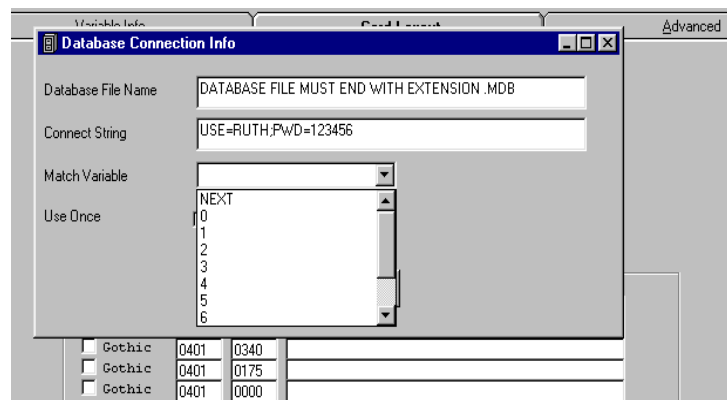 Variable Info Card Layout Advanced
Database Connection Info
Database File Name DATABASE FILE MUST END WITH EXTENSION .MDB
Connect String USE=RUTH;PWD=123456
Match Variable
NEXT
Use Once 0
1
2
3
4
5
6
Gothic 0401 0340
Gothic 0401 0175
Gothic 0401 0000